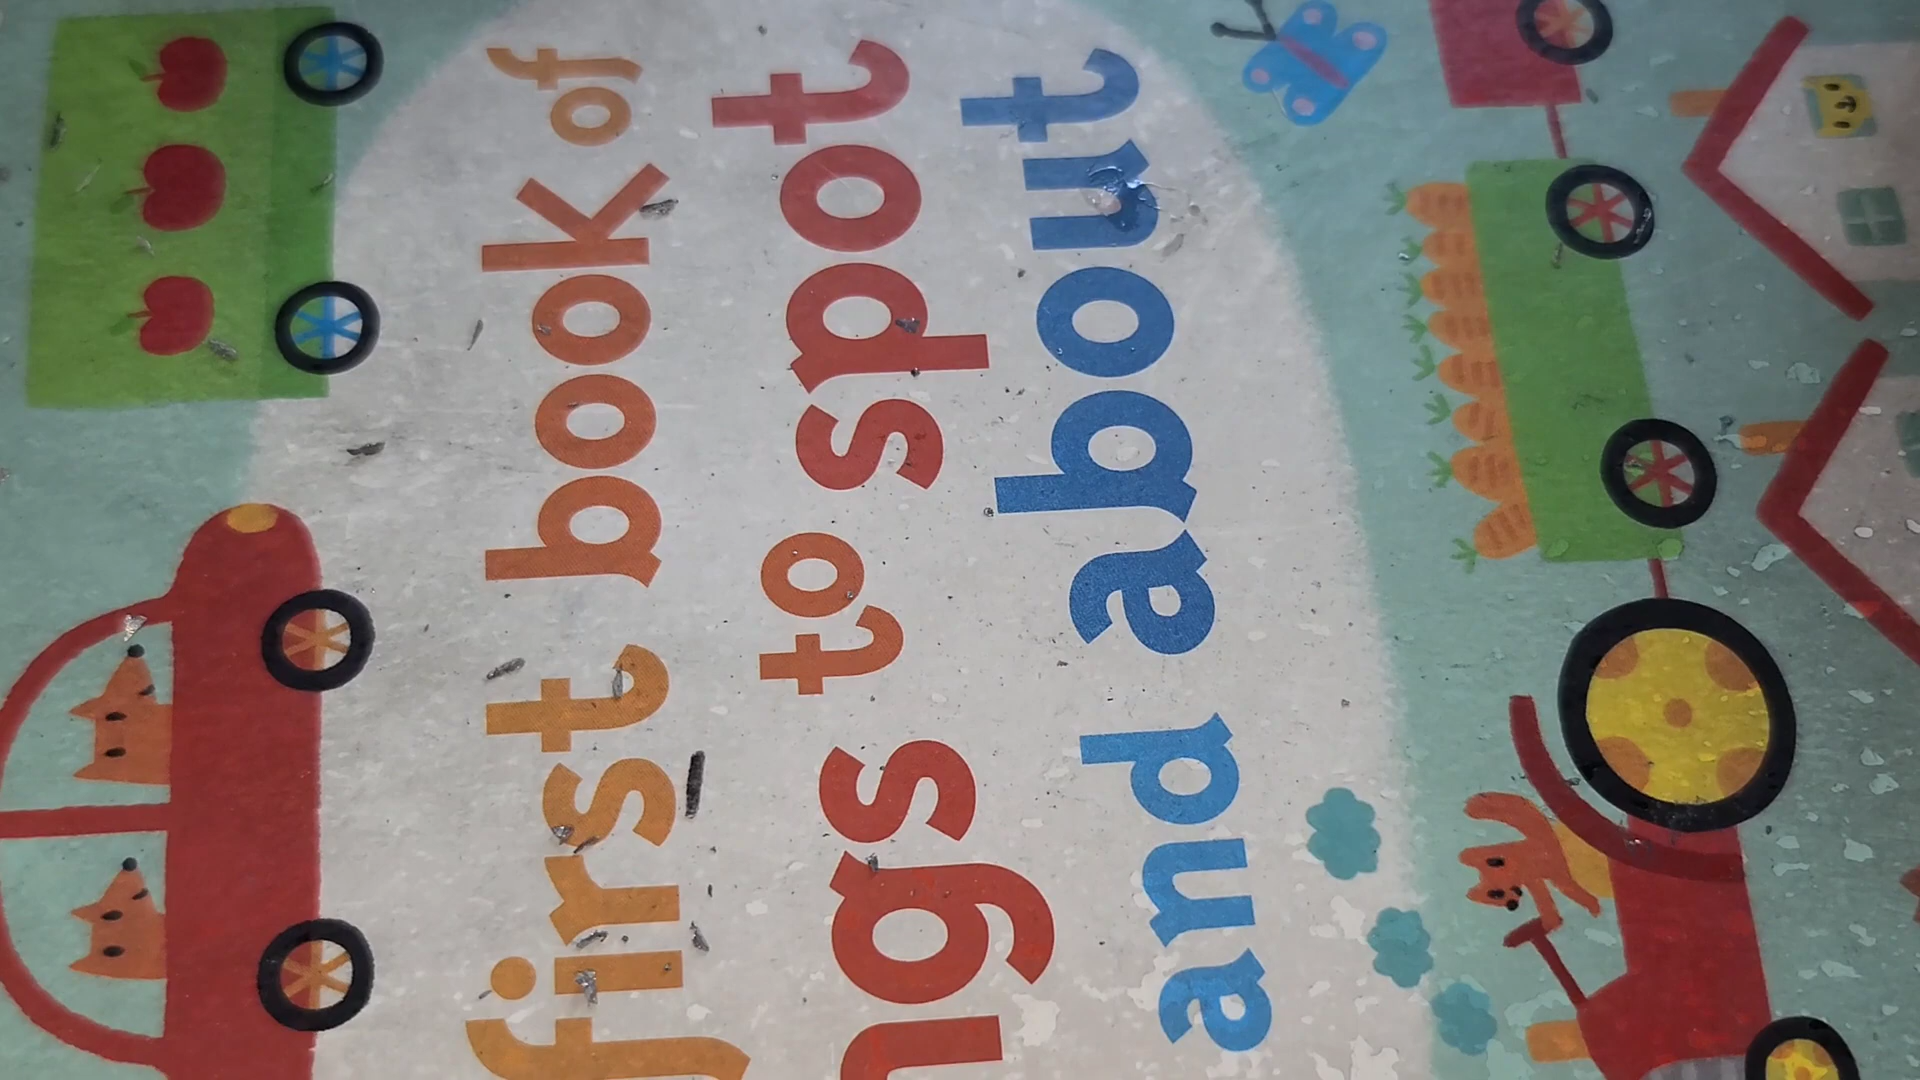 first book of
ngs to spot
and about